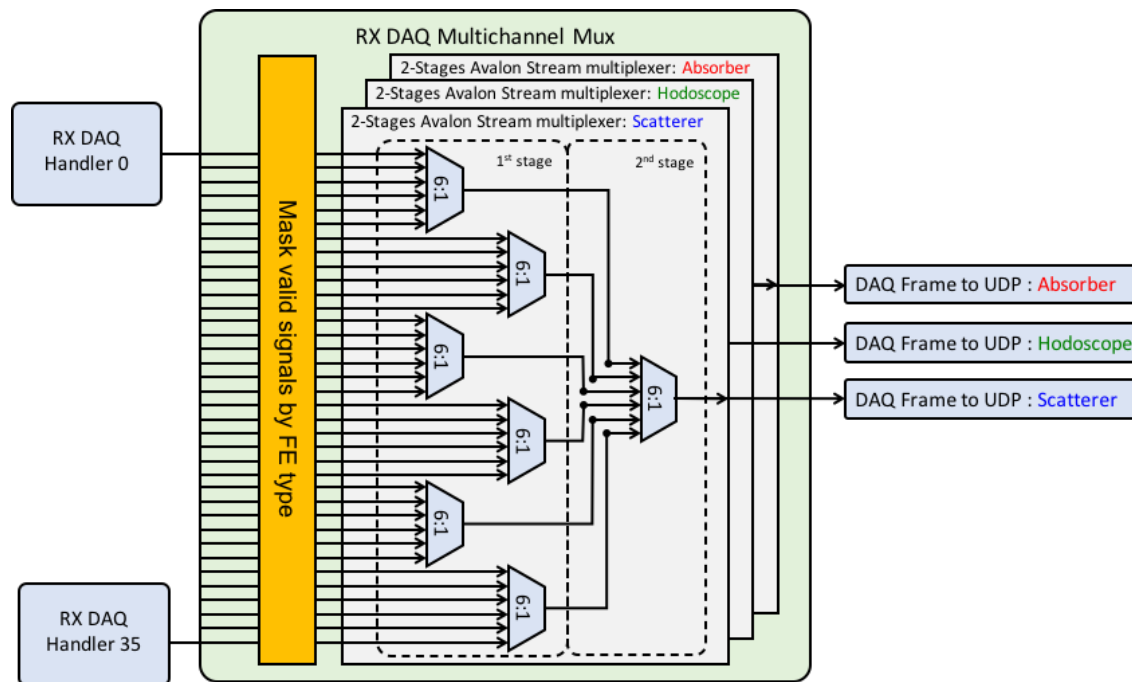 RX DAQ Multichannel Mux
2-Stages Avalon Stream multiplexer: Absorber
2-Stages Avalon Stream multiplexer: Hodoscope
2-Stages Avalon Stream multiplexer: Scatterer
RX DAQ
Handler 0
1st stage
2nd stage
6:1
6:1
6:1
6:1
6:1
6:1
6:1
Mask valid signals by FE type
DAQ Frame to UDP : Absorber
DAQ Frame to UDP : Hodoscope
DAQ Frame to UDP : Scatterer
RX DAQ
Handler 35